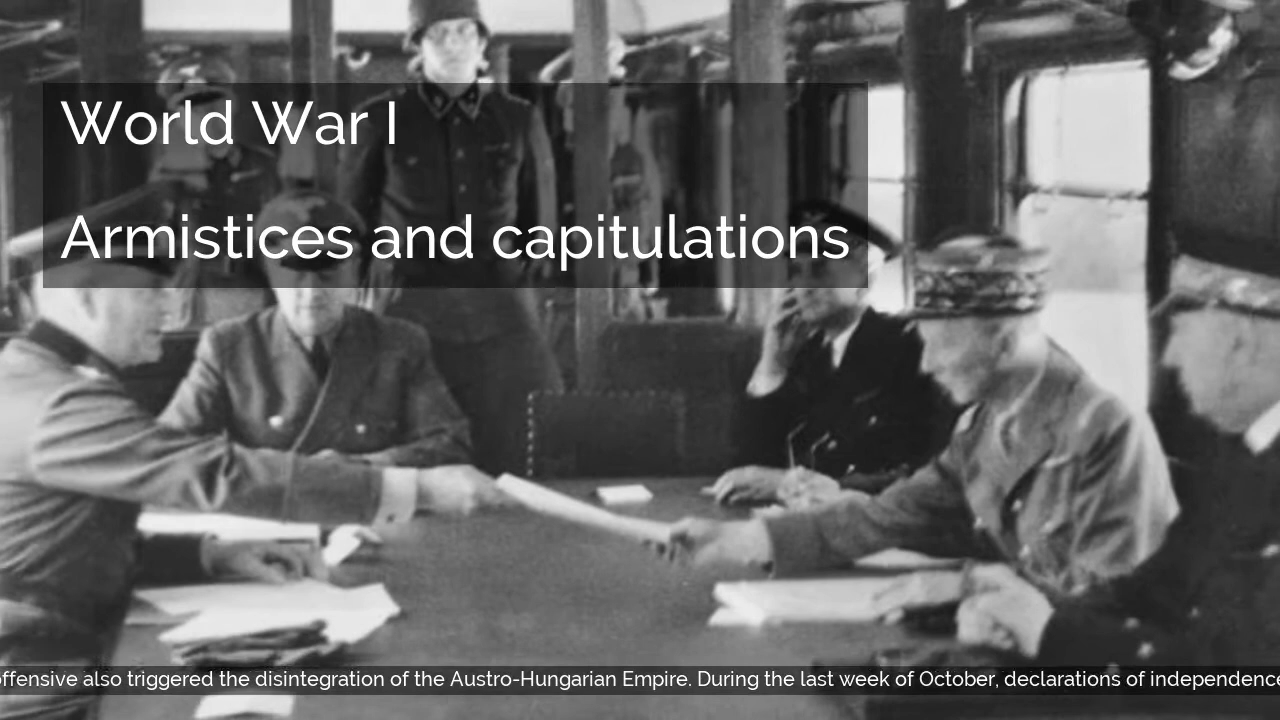 World War I
Armistices and capitulations
offensive also triggered the disintegration of the Austro-Hungarian Empire. During the last week of October, declarations of independence